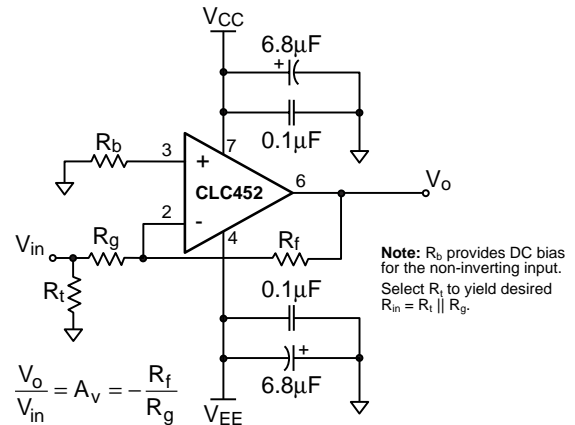 VCC
6.8µF
+
0.1µF
Rb
3
7
+
CLC452
6
Vo
2
-
4
Vin
Rg
Rf
Rt
Note: Rb provides DC bias
for the non-inverting input.
Select Rt to yield desired
Rin = Rt || Rg.
0.1µF
+
6.8µF
VEE
Vo/Vin = Av = -Rf/Rg